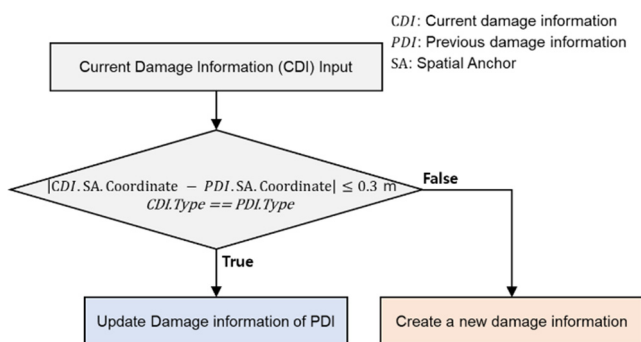 CDI: Current damage information
PDI: Previous damage information
SA: Spatial Anchor
Current Damage Information (CDI) Input
|CDI.SA.Coordinate − PDI.SA.Coordinate| ≤ 0.3 m
CDI.Type == PDI.Type
False
True
Update Damage information of PDI
Create a new damage information